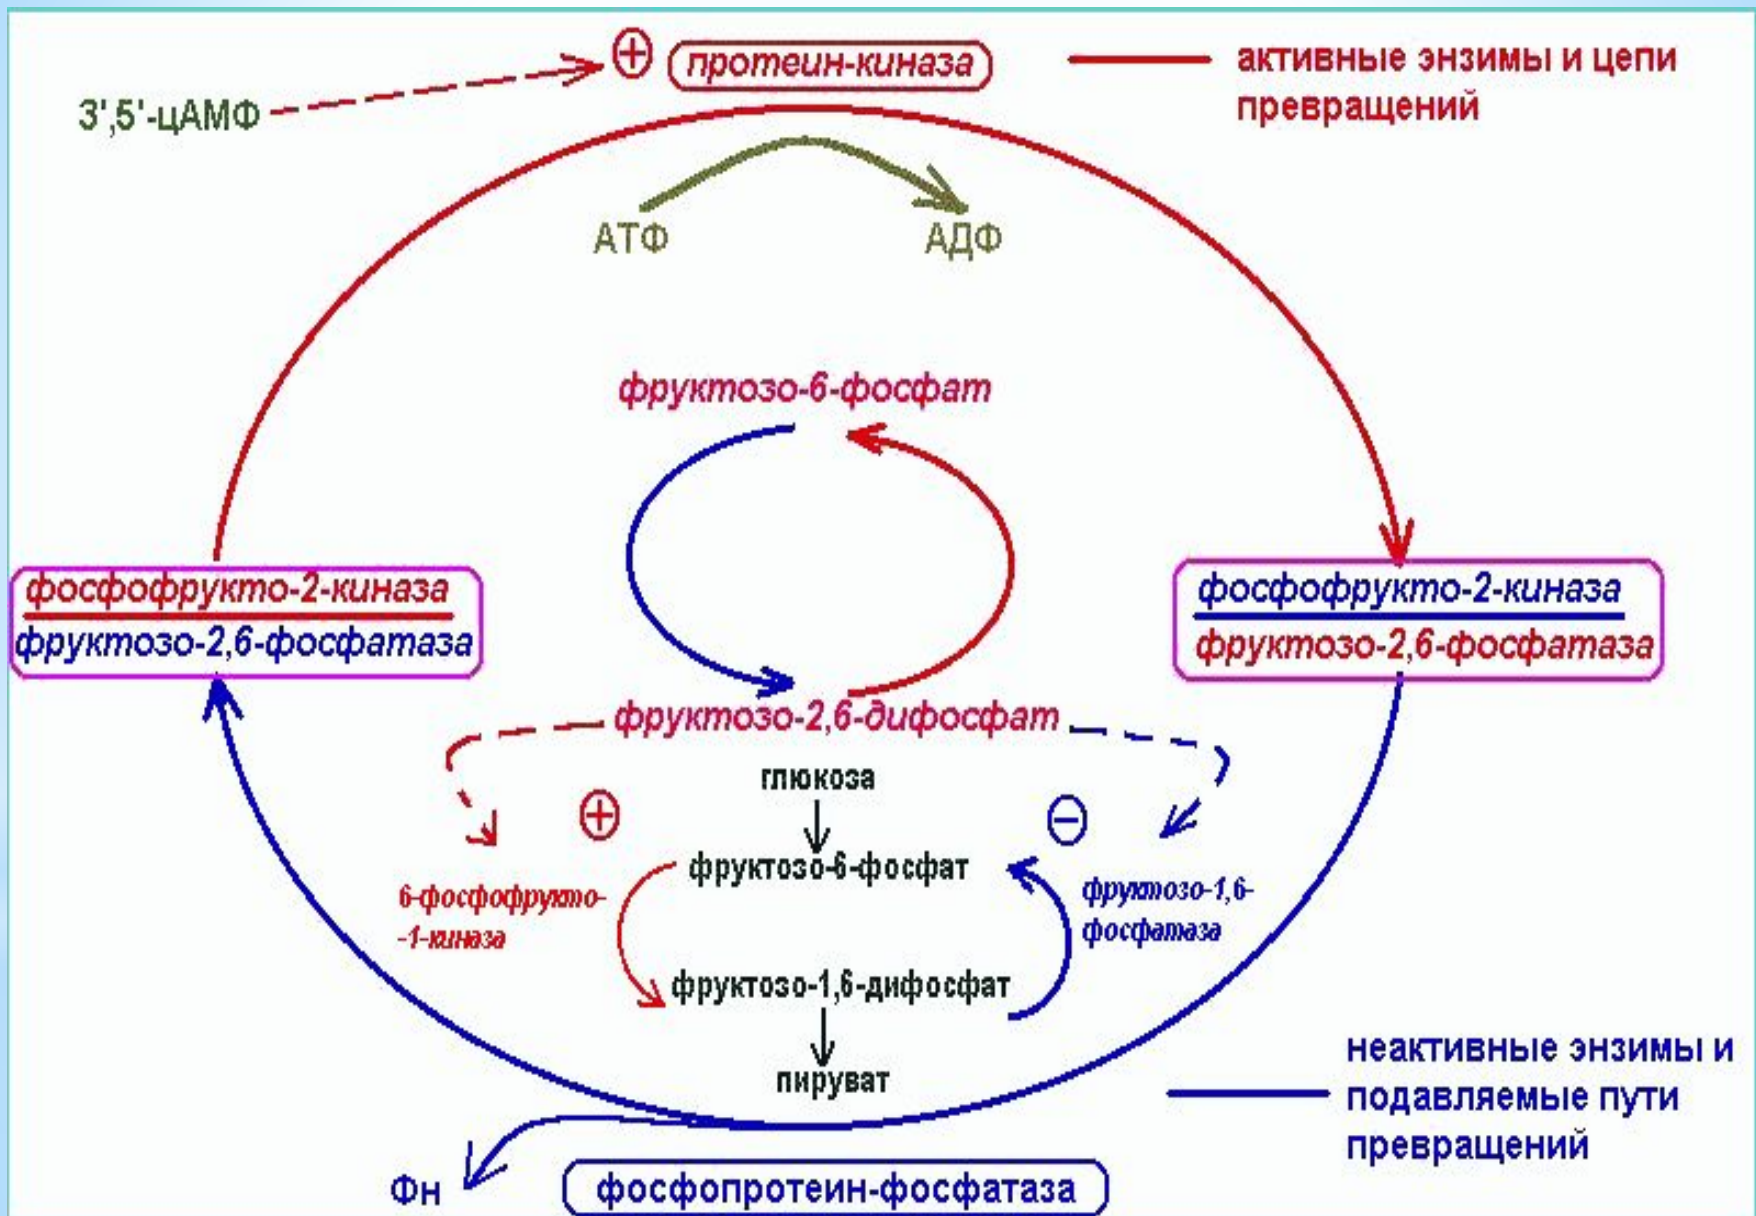 протеин-киназа
активные энзимы и цепи
превращений
3',5'-цАМФ
АТФ
АДФ
фруктозо-6-фосфат
фосфофрукто-2-киназа
фруктозо-2,6-фосфатаза
фосфофрукто-2-киназа
фруктозо-2,6-фосфатаза
фруктозо-2,6-дифосфат
глюкоза
фруктозо-6-фосфат
6-фосфофрукто-
-1-киназа
фруктозо-1,6-
фосфатаза
фруктозо-1,6-дифосфат
пируват
неактивные энзимы и
подавляемые пути
превращений
Фн
фосфопротеин-фосфатаза